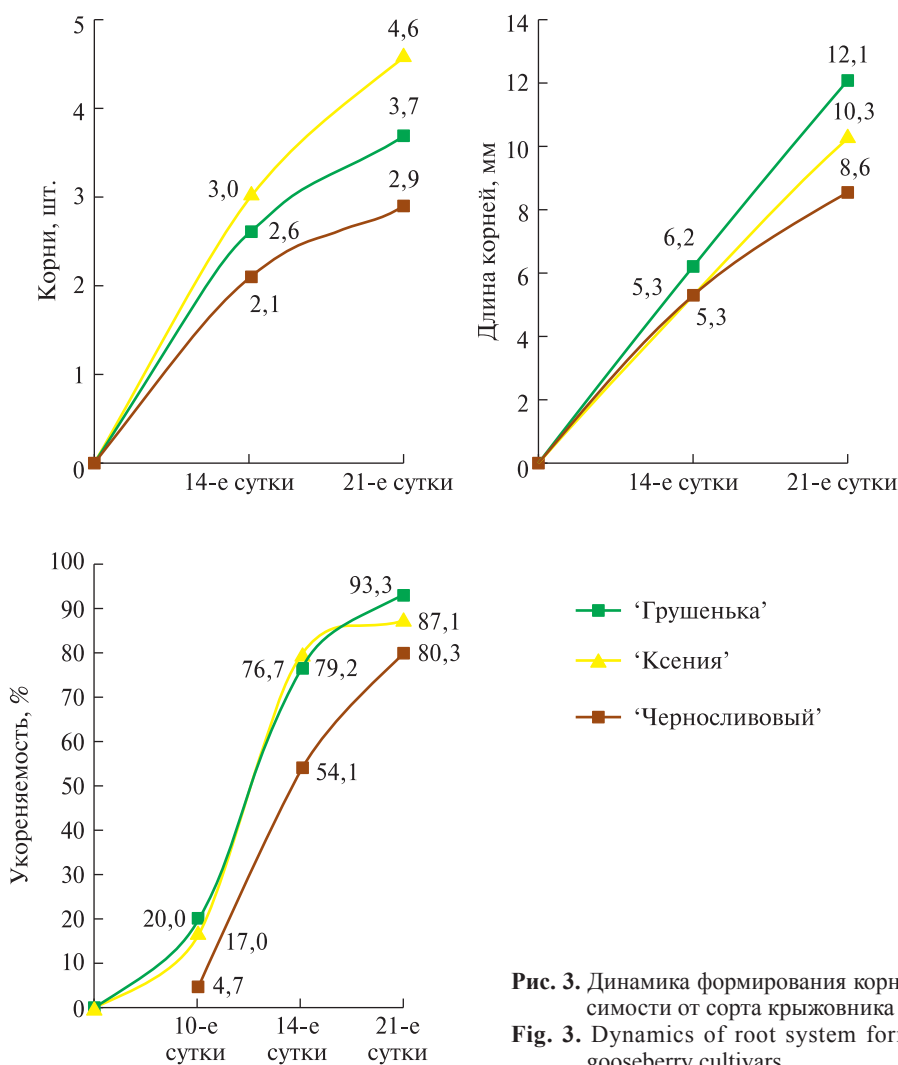 Корни, шт.
5
4
3
2
1
0
4,6
3,7
2,9
3,0
2,6
2,1
14-е сутки
21-е сутки
Длина корней, мм
14
12
10
8
6
4
2
0
12,1
10,3
8,6
6,2
5,3
5,3
14-е сутки
21-е сутки
Укореняемость, %
100
90
80
70
60
50
40
30
20
10
0
93,3
87,1
80,3
76,7
79,2
54,1
20,0
17,0
4,7
10-е
сутки
14-е
сутки
21-е
сутки
‘Грушенька’
‘Ксения’
‘Черносливовый’
Рис. 3. Динамика формирования корн
симости от сорта крыжовника
Fig. 3. Dynamics of root system for
gooseberry cultivars